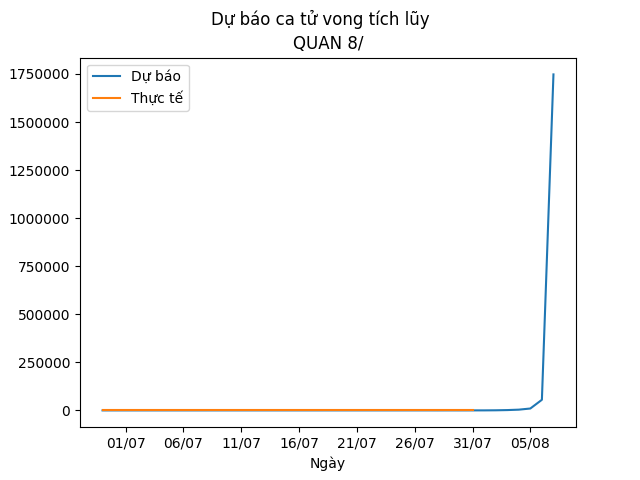 Dự báo ca tử vong tích lũy
QUAN 8/
Dự báo
Thực tế
1750000
1500000
1250000
1000000
750000
500000
250000
0
01/07 06/07 11/07 16/07 21/07 26/07 31/07 05/08
Ngày